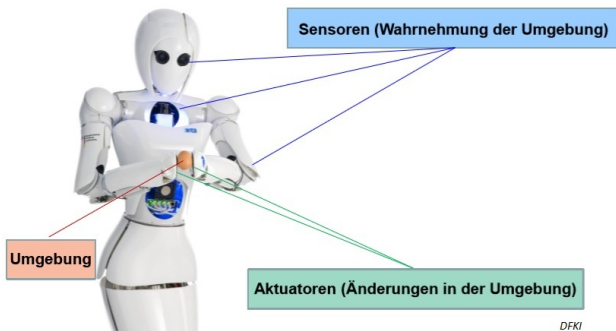 Sensoren (Wahrnehmung der Umgebung)
Umgebung
Aktuatoren (Änderungen in der Umgebung)
DFKI